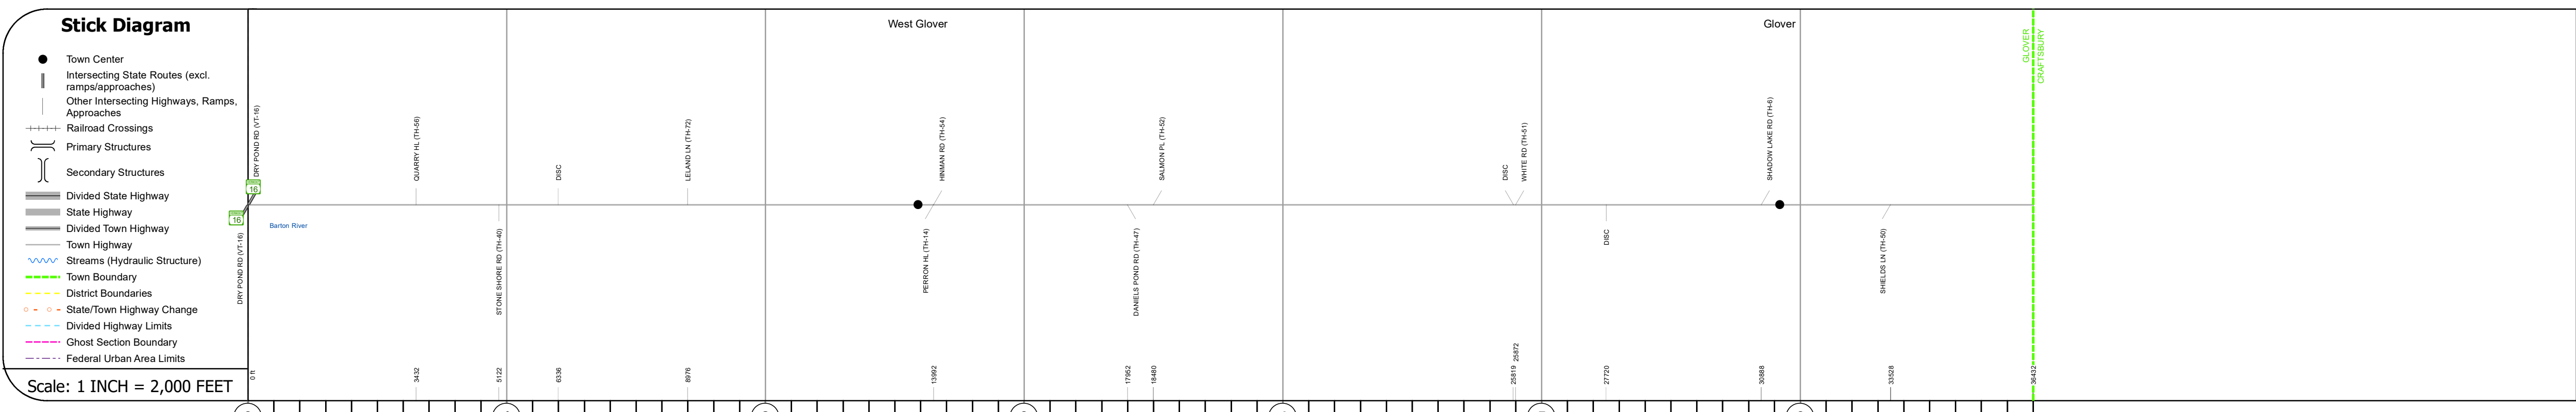 Stick Diagram
Town Center
Intersecting State Routes (excl.
ramps/approaches)
Other Intersecting Highways, Ramps,
Approaches
Railroad Crossings
Primary Structures
Secondary Structures
Divided State Highway
State Highway
Divided Town Highway
Town Highway
Streams (Hydraulic Structure)
Town Boundary
District Boundaries
State/Town Highway Change
Divided Highway Limits
Ghost Section Boundary
Federal Urban Area Limits
Scale: 1 INCH = 2,000 FEET
West Glover
Glover
GLOVER
CRAFTSBURY
DRY POND RD (VT-16)
QUARRY HL (TH-56)
DISC
LELAND LN (TH-72)
HINMAN RD (TH-54)
SALMON PL (TH-52)
DISC
WHITE RD (TH-51)
SHADOW LAKE RD (TH-6)
16
16
Barton River
DRY POND RD (VT-16)
STONE SHORE RD (TH-40)
PERRON HL (TH-14)
DANIELS POND RD (TH-47)
DISC
SHIELDS LN (TH-50)
0 ft
3432
5122
6336
8976
13992
17952
18480
25819
25872
27720
30888
33528
36432